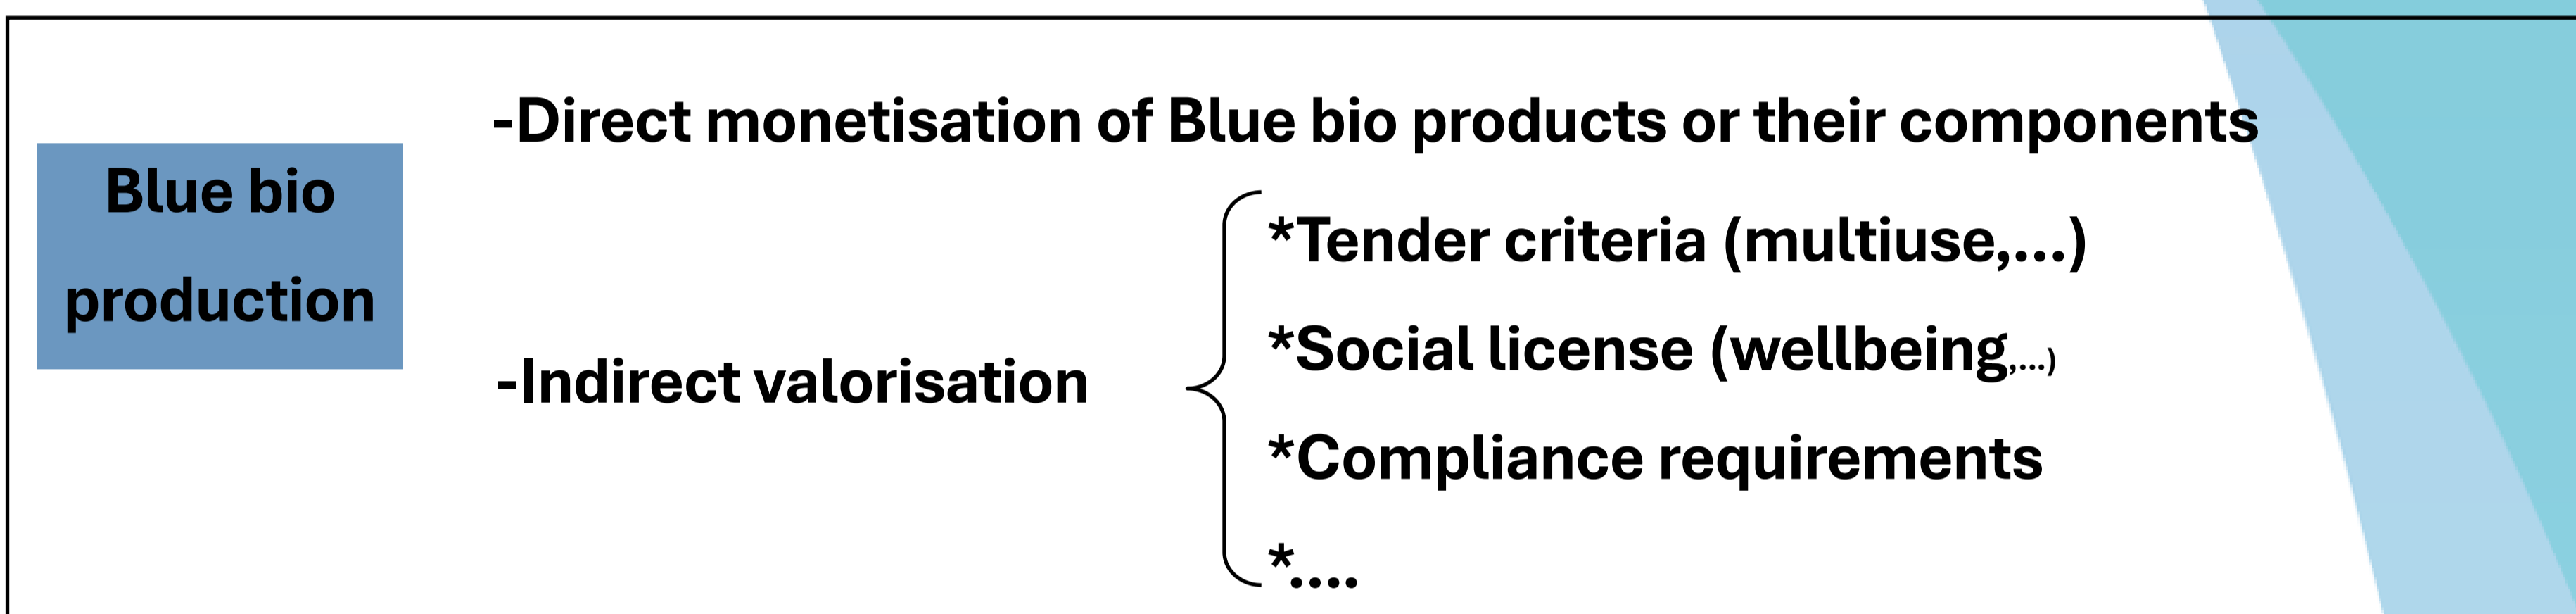 Blue bio
production
-Direct monetisation of Blue bio products or their components
-Indirect valorisation
*Tender criteria (multiuse,...)
*Social license (wellbeing,...)
*Compliance requirements
*....